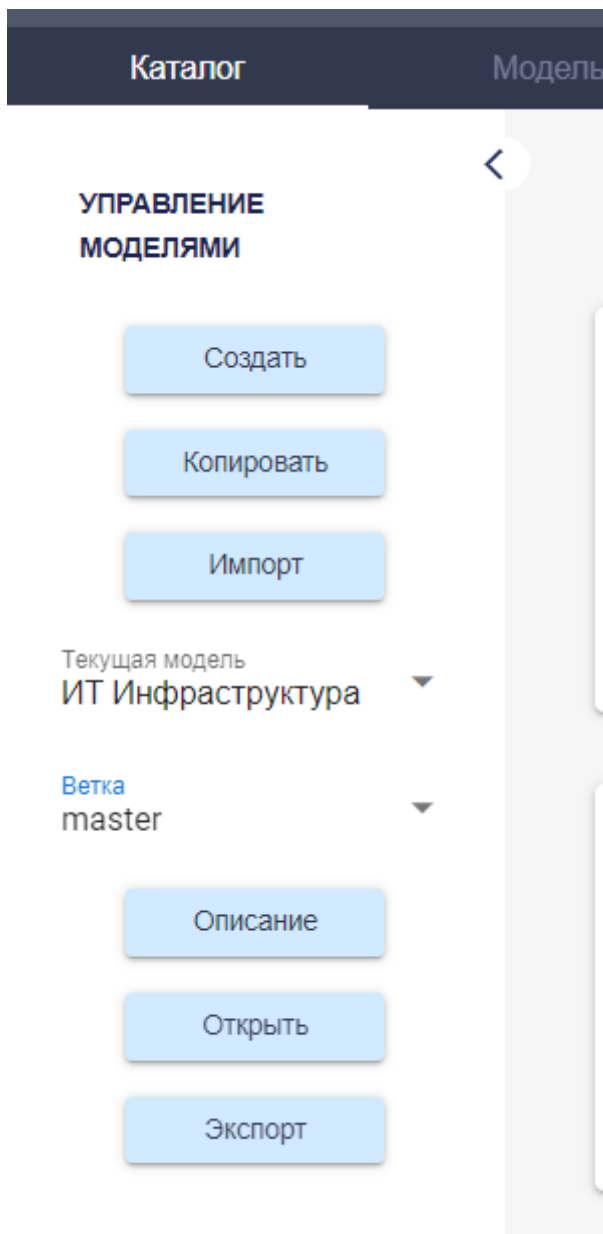 Каталог
Модель
УПРАВЛЕНИЕ
МОДЕЛЯМИ
Создать
Копировать
Импорт
Текущая модель
ИТ Инфраструктура
Ветка
master
Описание
Открыть
Экспорт